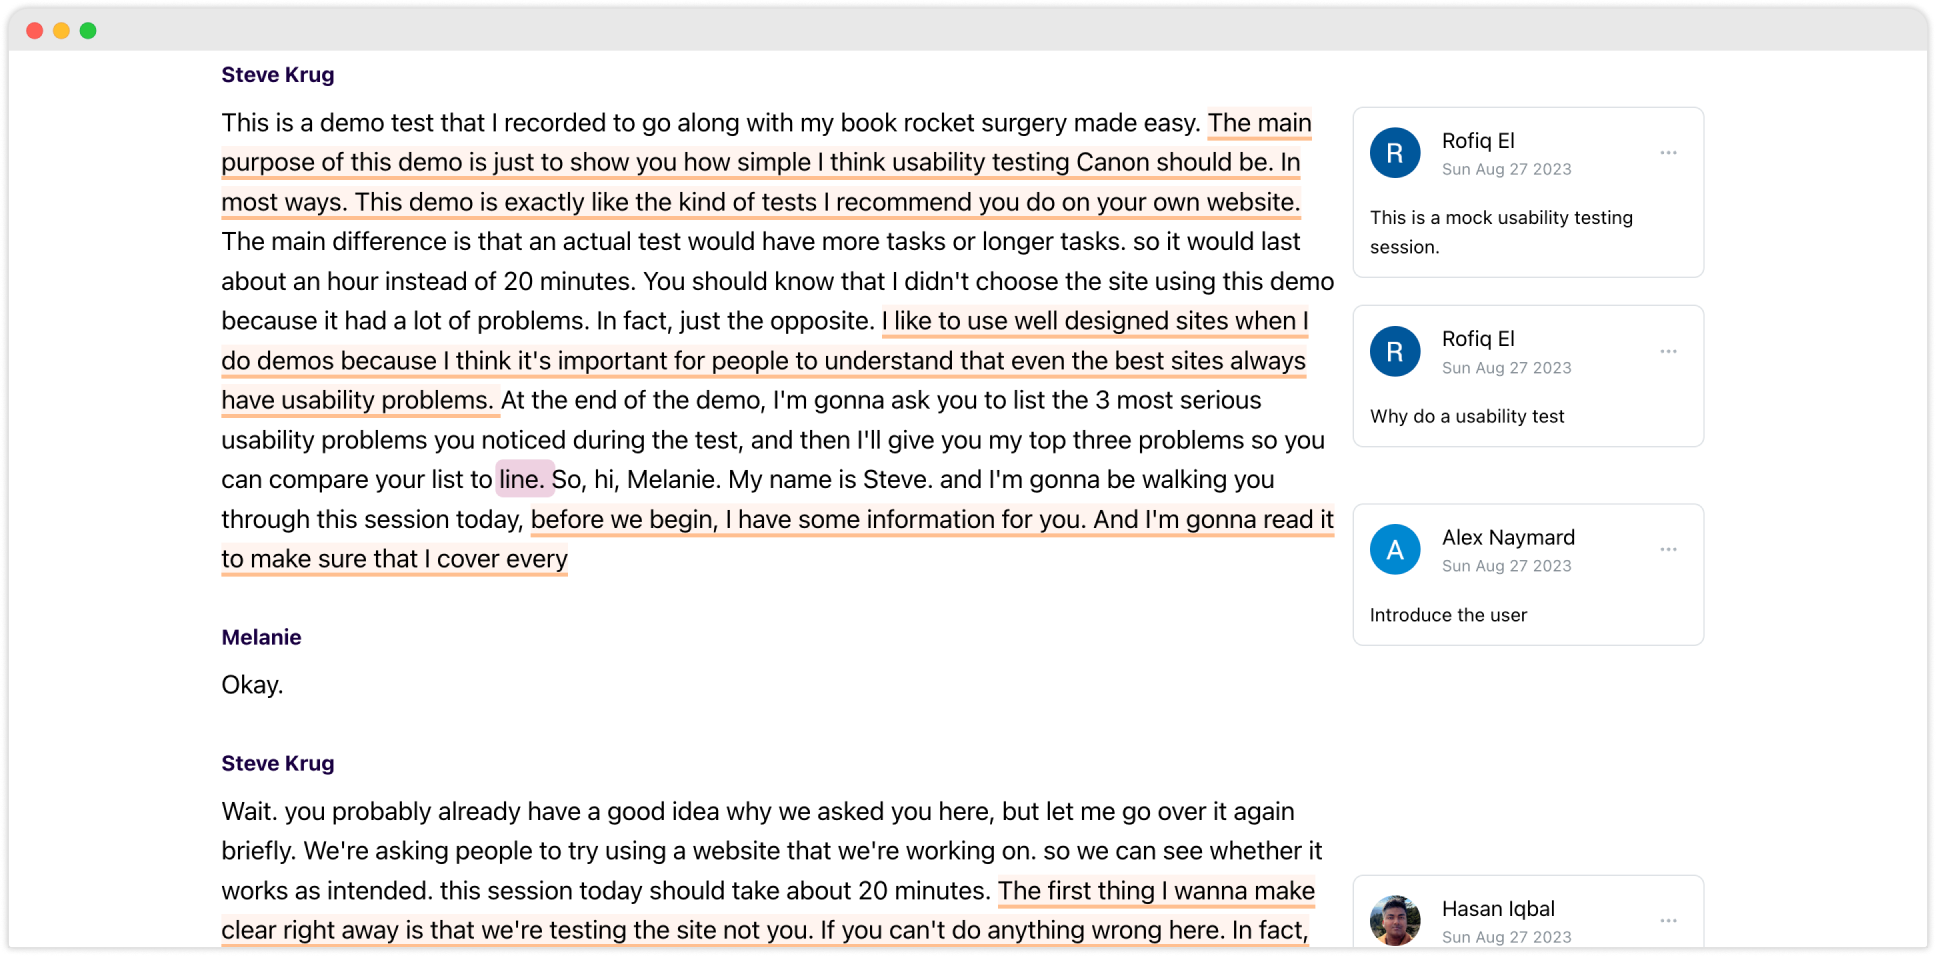 Steve Krug
This is a demo test that I recorded to go along with my book rocket surgery made easy. The main
purpose of this demo is just to show you how simple I think usability testing Canon should be. In
most ways. This demo is exactly like the kind of tests I recommend you do on your own website.
The main difference is that an actual test would have more tasks or longer tasks. so it would last
about an hour instead of 20 minutes. You should know that I didn't choose the site using this demo
because it had a lot of problems. In fact, just the opposite. I like to use well designed sites when I
do demos because I think it's important for people to understand that even the best sites always
have usability problems. At the end of the demo, I'm gonna ask you to list the 3 most serious
usability problems you noticed during the test, and then I'll give you my top three problems so you
can compare your list to line. So, hi, Melanie. My name is Steve. and I'm gonna be walking you
through this session today, before we begin, I have some information for you. And I'm gonna read it
to make sure that I cover every
Melanie
Okay.
Steve Krug
Wait. you probably already have a good idea why we asked you here, but let me go over it again
briefly. We're asking people to try using a website that we're working on. so we can see whether it
works as intended. this session today should take about 20 minutes. The first thing I wanna make
clear right away is that we're testing the site not you. If you can't do anything wrong here. In fact,
R
Rofiq El
Sun Aug 27 2023
This is a mock usability testing
session.
R
Rofiq El
Sun Aug 27 2023
Why do a usability test
A
Alex Naymard
Sun Aug 27 2023
Introduce the user
Hasan Iqbal
Sun Aug 27 2023